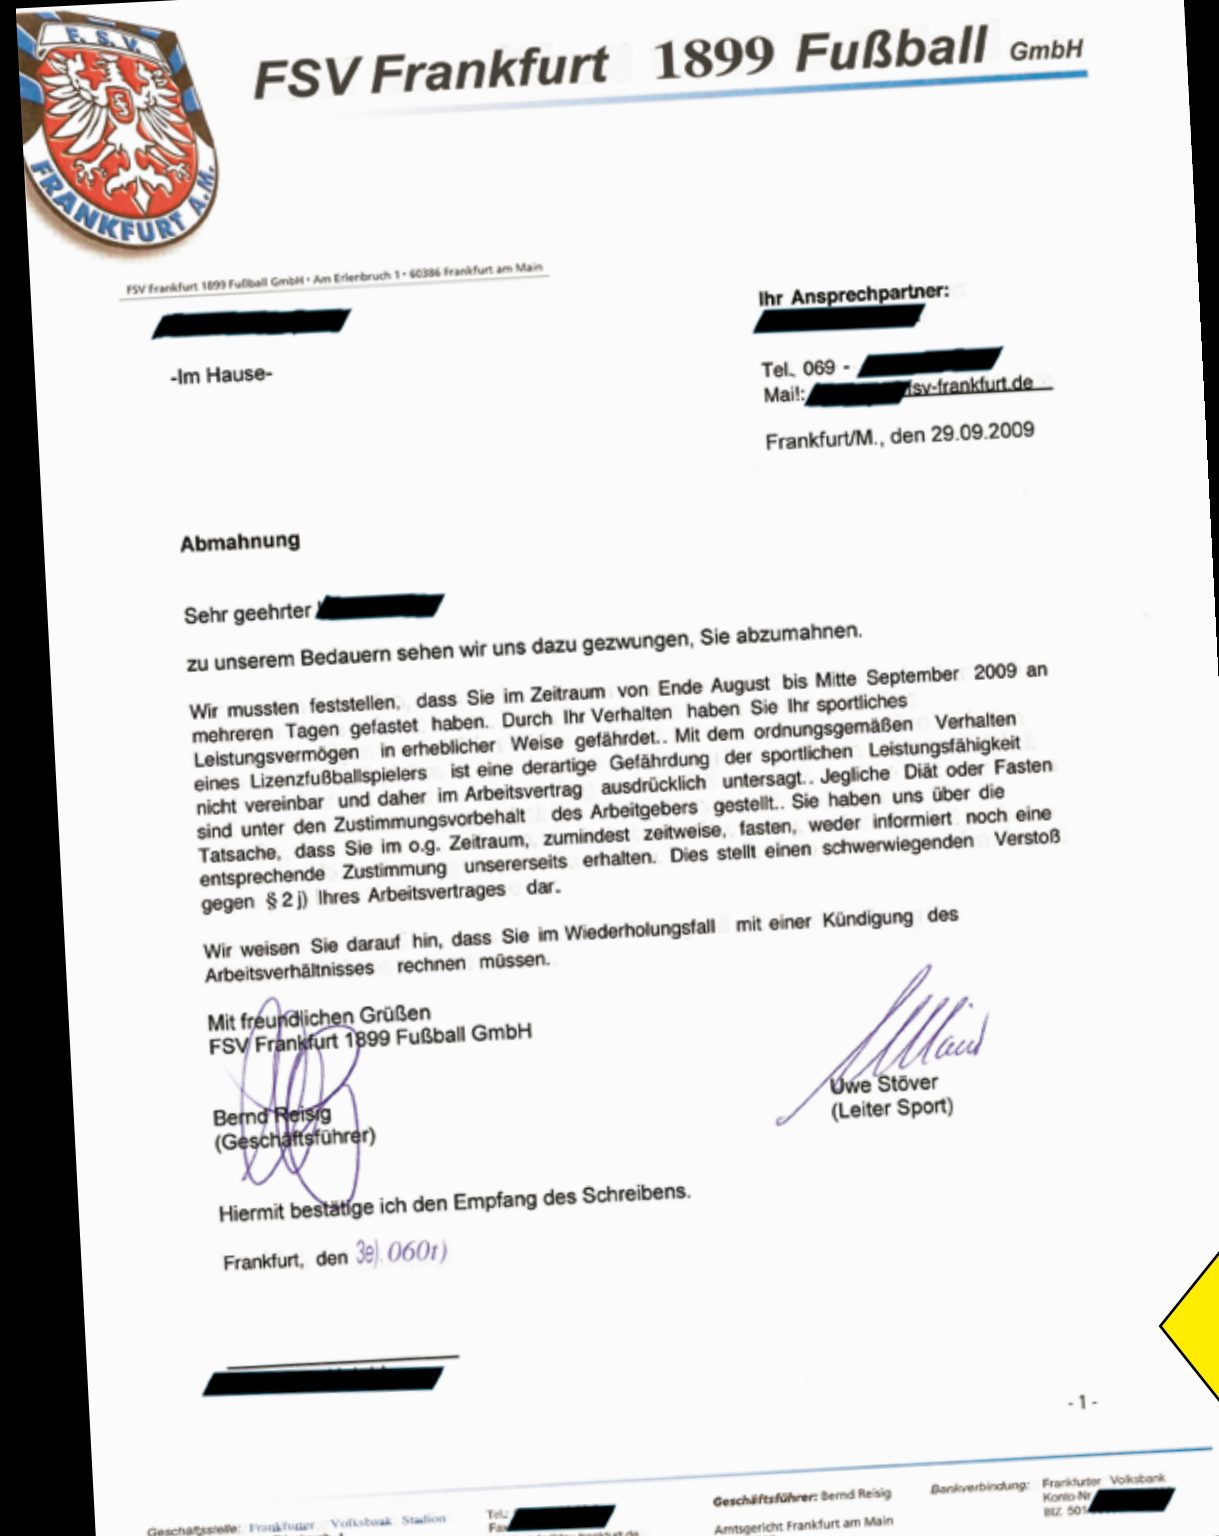 F. S. V.
FRANKFURT A.M.
FSV Frankfurt 1899 Fußball GmbH
FSV Frankfurt 1899 Fußball GmbH • Am Erlenbruch 1 • 60386 Frankfurt am Main
-Im Hause-
Ihr Ansprechpartner:
Tel. 069 -
Mail: fsv-frankfurt.de
Frankfurt/M., den 29.09.2009
Abmahnung
Sehr geehrter
zu unserem Bedauern sehen wir uns dazu gezwungen, Sie abzumahnen.
Wir mussten feststellen, dass Sie im Zeitraum von Ende August bis Mitte September 2009 an
mehreren Tagen gefastet haben. Durch Ihr Verhalten haben Sie Ihr sportliches
Leistungsvermögen in erheblicher Weise gefährdet.. Mit dem ordnungsgemäßen Verhalten
eines Lizenzfußballspielers ist eine derartige Gefährdung der sportlichen Leistungsfähigkeit
nicht vereinbar und daher im Arbeitsvertrag ausdrücklich untersagt.. Jegliche Diät oder Fasten
sind unter den Zustimmungsvorbehalt des Arbeitgebers gestellt.. Sie haben uns über die
Tatsache, dass Sie im o.g. Zeitraum, zumindest zeitweise, fasten, weder informiert noch eine
entsprechende Zustimmung unsererseits erhalten. Dies stellt einen schwerwiegenden Verstoß
gegen § 2 j) Ihres Arbeitsvertrages dar.
Wir weisen Sie darauf hin, dass Sie im Wiederholungsfall mit einer Kündigung des
Arbeitsverhältnisses rechnen müssen.
Mit freundlichen Grüßen
FSV Frankfurt 1899 Fußball GmbH
Bernd Reisig
(Geschäftsführer)
Uwe Stöver
(Leiter Sport)
Hiermit bestätige ich den Empfang des Schreibens.
Frankfurt, den
- 1 -
Geschäftsstelle: Frankfurter Volksbank Stadion
Tel.:
Fax
Geschäftsführer: Bernd Reisig
Amtsgericht Frankfurt am Main
Bankverbindung: Frankfurter Volksbank
Konto-Nr
BLZ 501